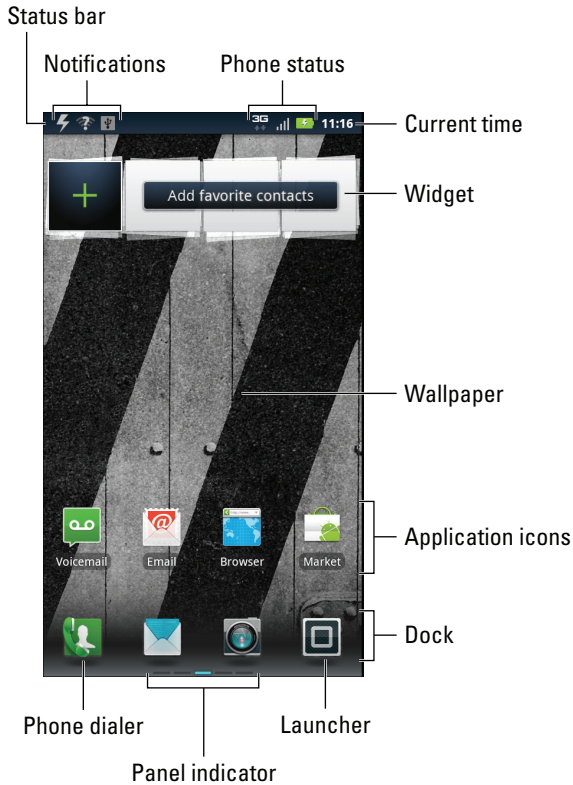 Status bar
Notifications
Phone status
3G
11:16
Current time
Add favorite contacts
Widget
Wallpaper
Voicemail
Email
Browser
Market
Application icons
Dock
Phone dialer
Launcher
Panel indicator